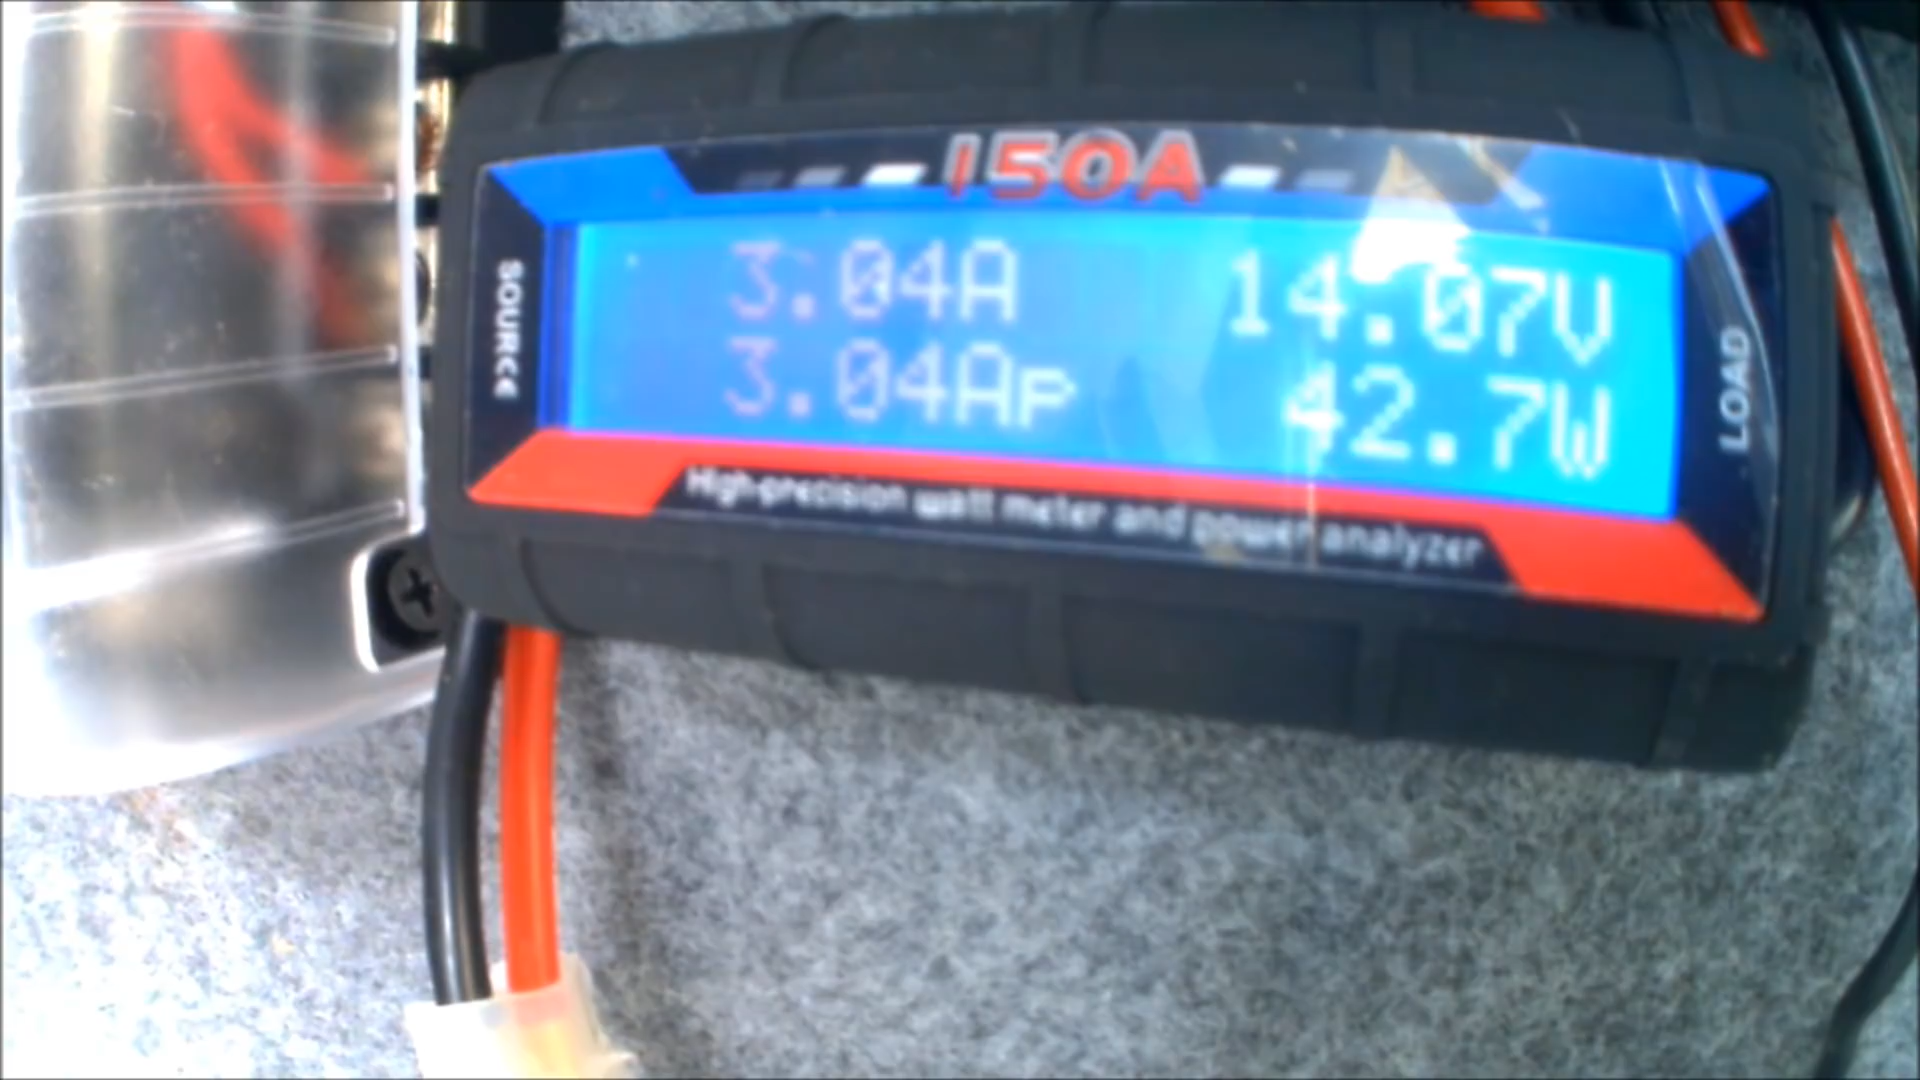 150A
SOURCE
3.04A 14.07V
3.04Ap 42.7W
LOAD
High-precision watt meter and power analyzer